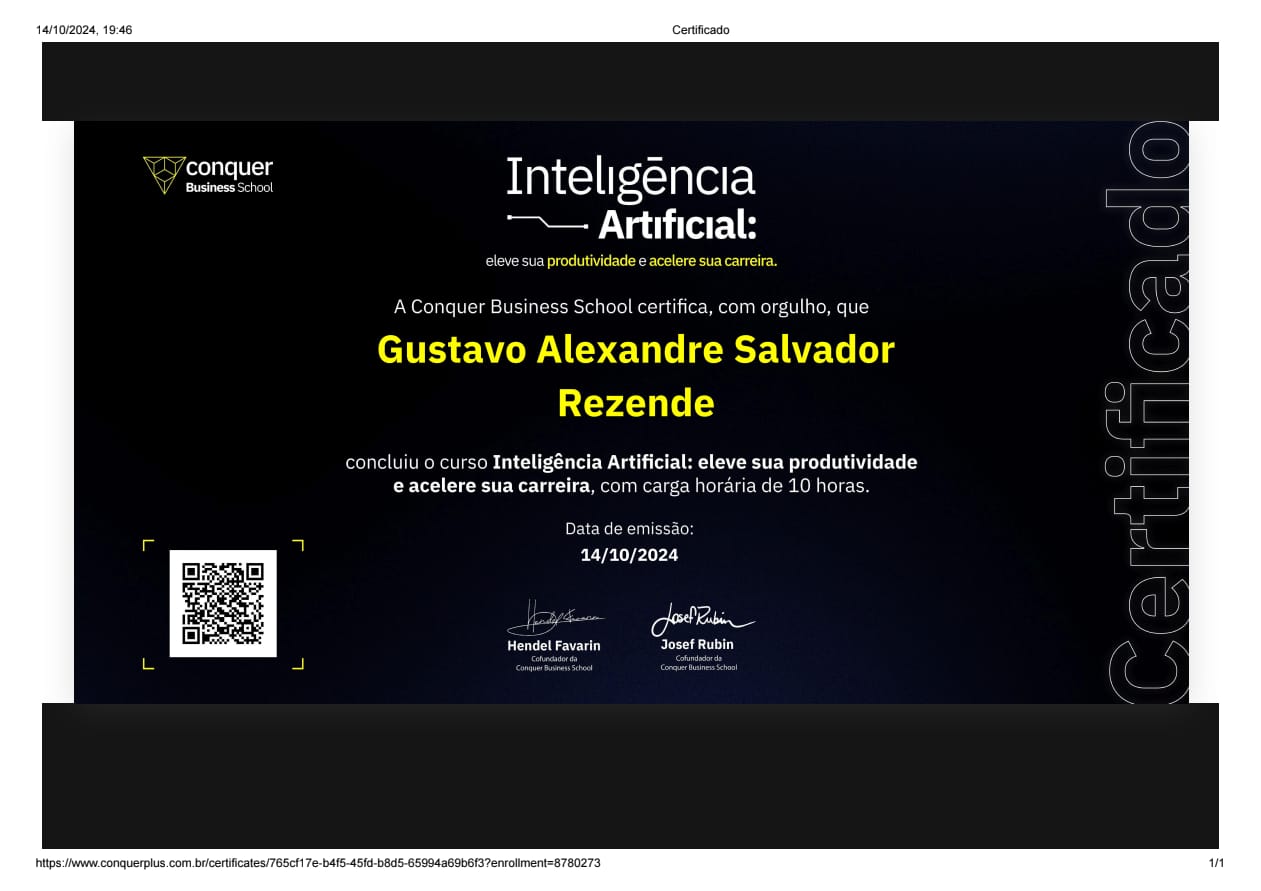 14/10/2024, 19:46
Certificado
conquer
Business School
Inteligência
Artificial:
eleve sua produtividade e acelere sua carreira.
A Conquer Business School certifica, com orgulho, que
Gustavo Alexandre Salvador
Rezende
concluiu o curso Inteligência Artificial: eleve sua produtividade
e acelere sua carreira, com carga horária de 10 horas.
Data de emissão:
14/10/2024
Hendel Favarin
Josef Rubin
Hendel Favarin
Cofundador da
Conquer Business School
Josef Rubin
Cofundador da
Conquer Business School
Certificado
https://www.conquerplus.com.br/certificates/765cf17e-b4f5-45fd-b8d5-65994a69b6f3?enrollment=8780273
1/1